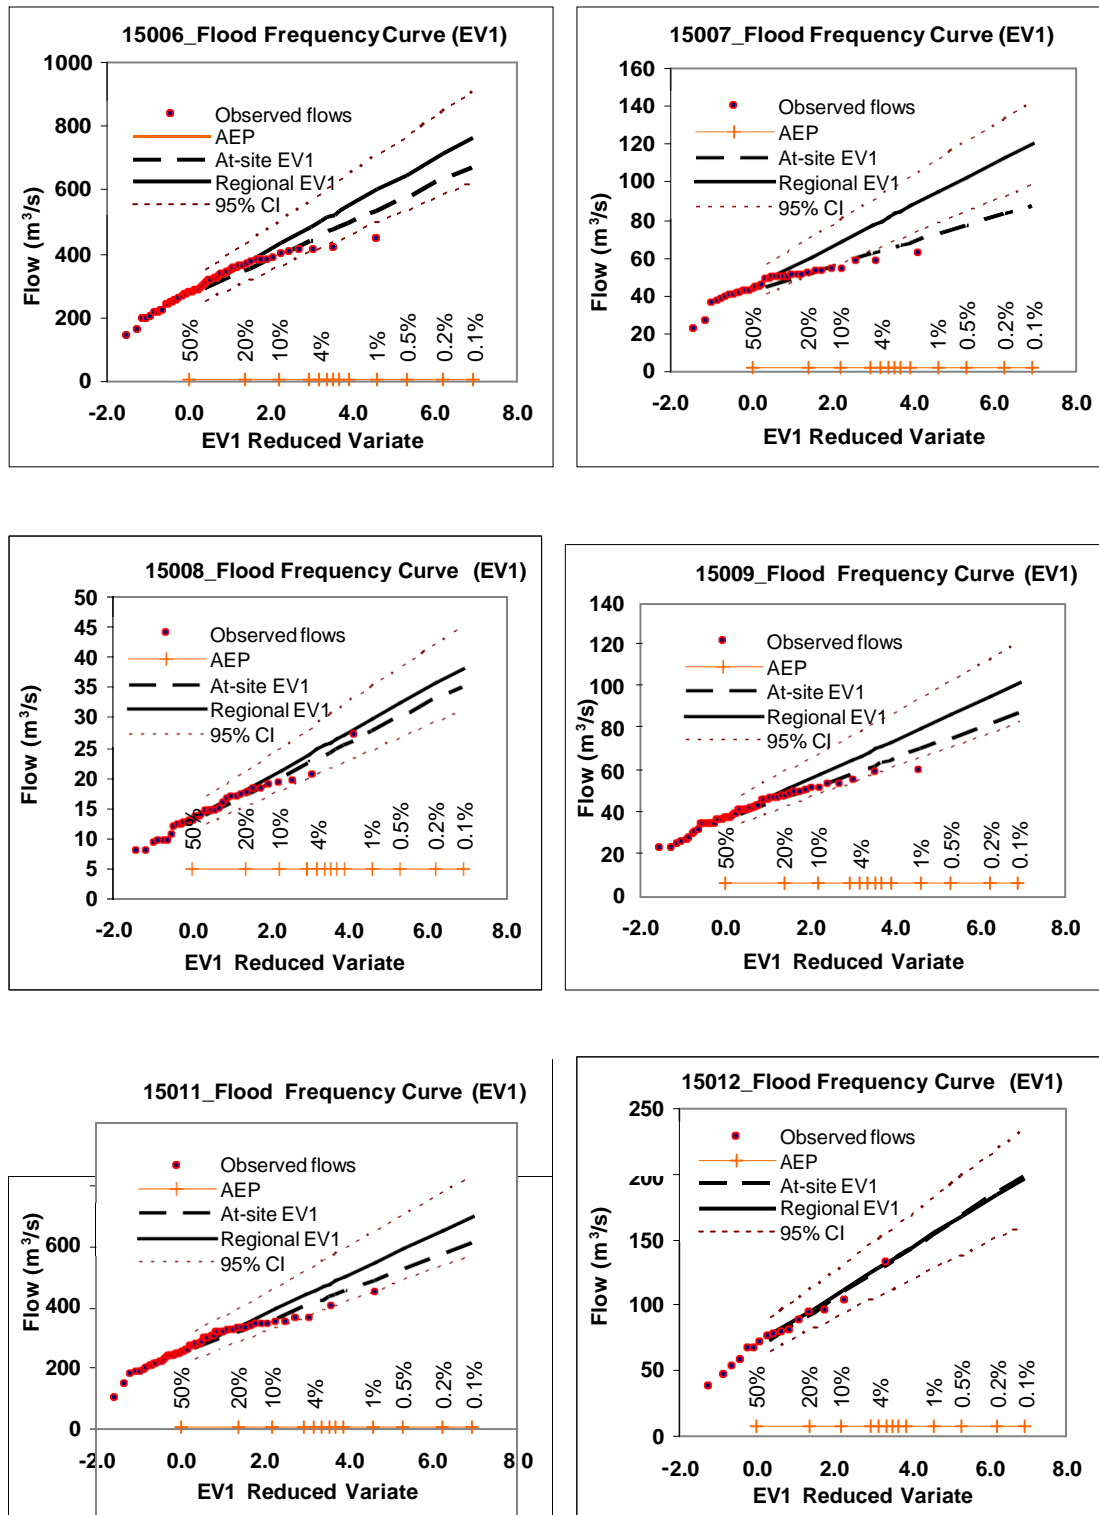 15006_Flood Frequency Curve (EV1)
1000
800
600
400
200
0
Flow (m³/s)
Observed flows
AEP
At-site EV1
Regional EV1
95% CI
50%
20%
10%
4%
1%
0.5%
0.2%
0.1%
-2.0 0.0 2.0 4.0 6.0 8.0
EV1 Reduced Variate
15007_Flood Frequency Curve (EV1)
160
140
120
100
80
60
40
20
0
Flow (m³/s)
Observed flows
AEP
At-site EV1
Regional EV1
95% CI
50%
20%
10%
4%
1%
0.5%
0.2%
0.1%
-2.0 0.0 2.0 4.0 6.0 8.0
EV1 Reduced Variate
15008_Flood Frequency Curve (EV1)
50
45
40
35
30
25
20
15
10
5
0
Flow (m³/s)
Observed flows
AEP
At-site EV1
Regional EV1
95% CI
50%
20%
10%
4%
1%
0.5%
0.2%
0.1%
-2.0 0.0 2.0 4.0 6.0 8.0
EV1 Reduced Variate
15009_Flood Frequency Curve (EV1)
140
120
100
80
60
40
20
0
Flow (m³/s)
Observed flows
AEP
At-site EV1
Regional EV1
95% CI
50%
20%
10%
4%
1%
0.5%
0.2%
0.1%
-2.0 0.0 2.0 4.0 6.0 8.0
EV1 Reduced Variate
15011_Flood Frequency Curve (EV1)
600
400
200
0
Flow (m³/s)
Observed flows
AEP
At-site EV1
Regional EV1
95% CI
50%
20%
10%
4%
1%
0.5%
0.2%
0.1%
-2.0 0.0 2.0 4.0 6.0 8 0
EV1 Reduced Variate
15012_Flood Frequency Curve (EV1)
250
200
150
100
50
0
Flow (m³/s)
Observed flows
AEP
At-site EV1
Regional EV1
95% CI
50%
20%
10%
4%
1%
0.5%
0.2%
0.1%
-2.0 0.0 2.0 4.0 6.0 8.0
EV1 Reduced Variate